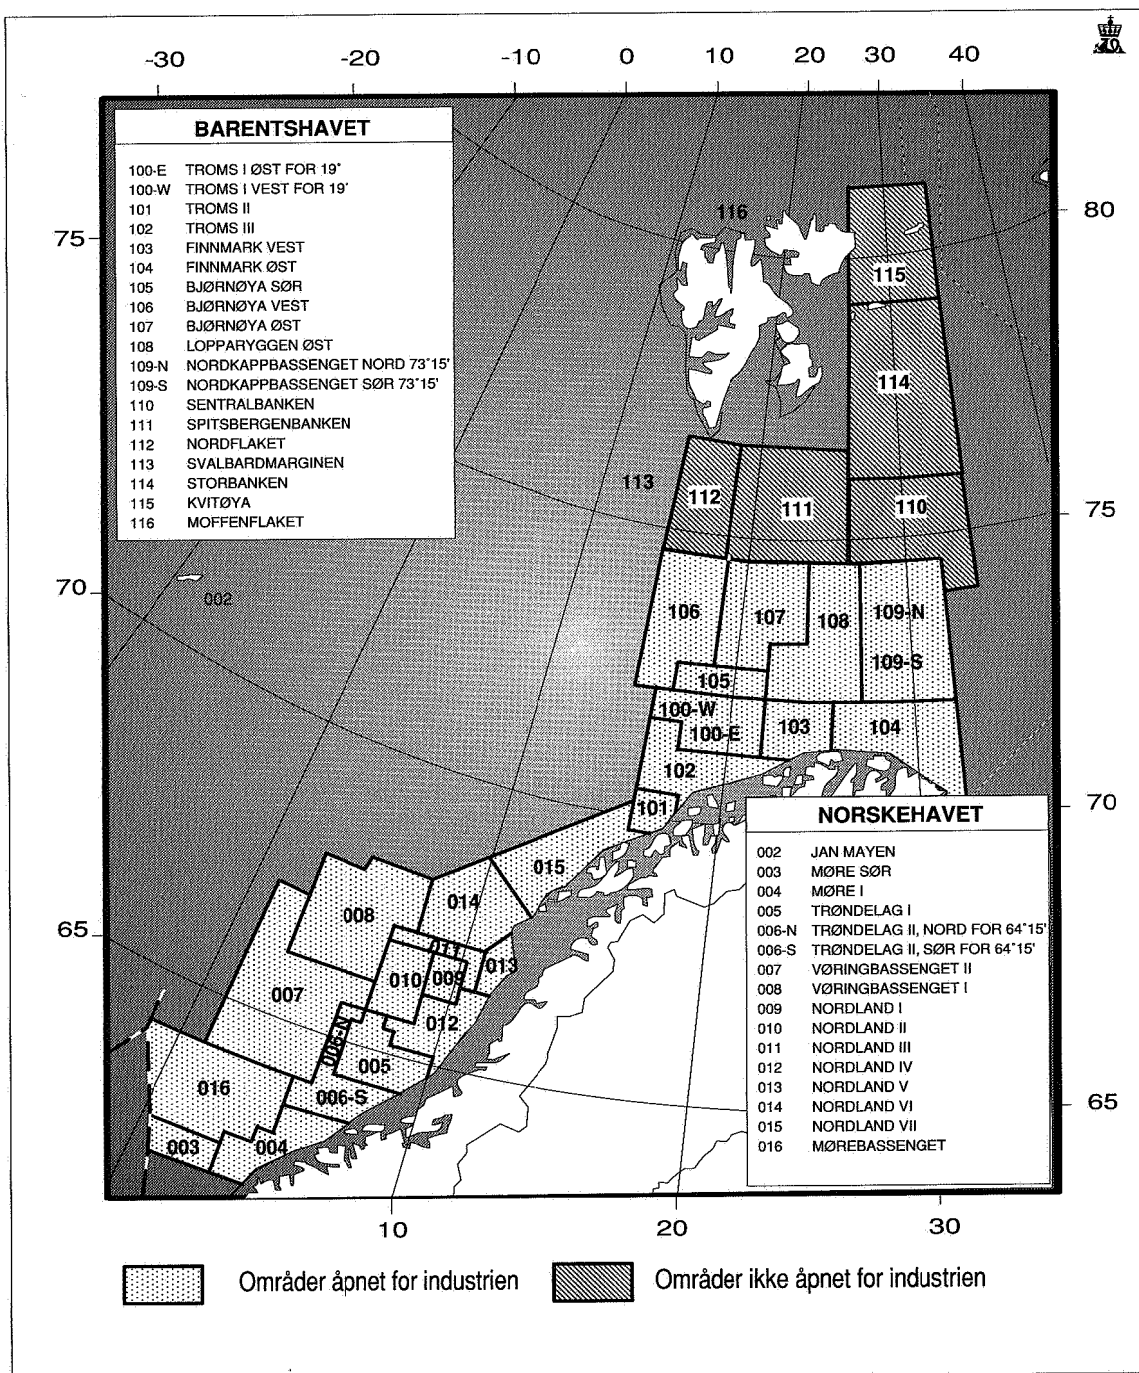 -30 -20 -10 0 10 20 30 40
BARENTSHAVET
100-E TROMS I ØST FOR 19°
100-W TROMS I VEST FOR 19'
101 TROMS II
102 TROMS III
103 FINNMARK VEST
104 FINNMARK ØST
105 BJØRNØYA SØR
106 BJØRNØYA VEST
107 BJØRNØYA ØST
108 LOPPARYGGEN ØST
109-N NORDKAPPBASSENGET NORD 73°15'
109-S NORDKAPPBASSENGET SØR 73°15'
110 SENTRALBANKEN
111 SPITSBERGENBANKEN
112 NORDFLAKET
113 SVALBARDMARGINEN
114 STORBANKEN
115 KVITØYA
116 MOFFENFLAKET
75
70
65
80
75
70
65
116
115
114
113
112
111
110
002
106
107
108
109-N
109-S
105
100-W
100-E
103
104
102
101
015
014
008
011
013
010
009
007
012
006-N
005
016
006-S
003
004
NORSKEHAVET
002 JAN MAYEN
003 MØRE SØR
004 MØRE I
005 TRØNDELAG I
006-N TRØNDELAG II, NORD FOR 64°15'
006-S TRØNDELAG II, SØR FOR 64°15'
007 VØRINGBASSENGET II
008 VØRINGBASSENGET I
009 NORDLAND I
010 NORDLAND II
011 NORDLAND III
012 NORDLAND IV
013 NORDLAND V
014 NORDLAND VI
015 NORDLAND VII
016 MØREBASSENGET
10 20 30
Områder åpnet for industrien
Områder ikke åpnet for industrien